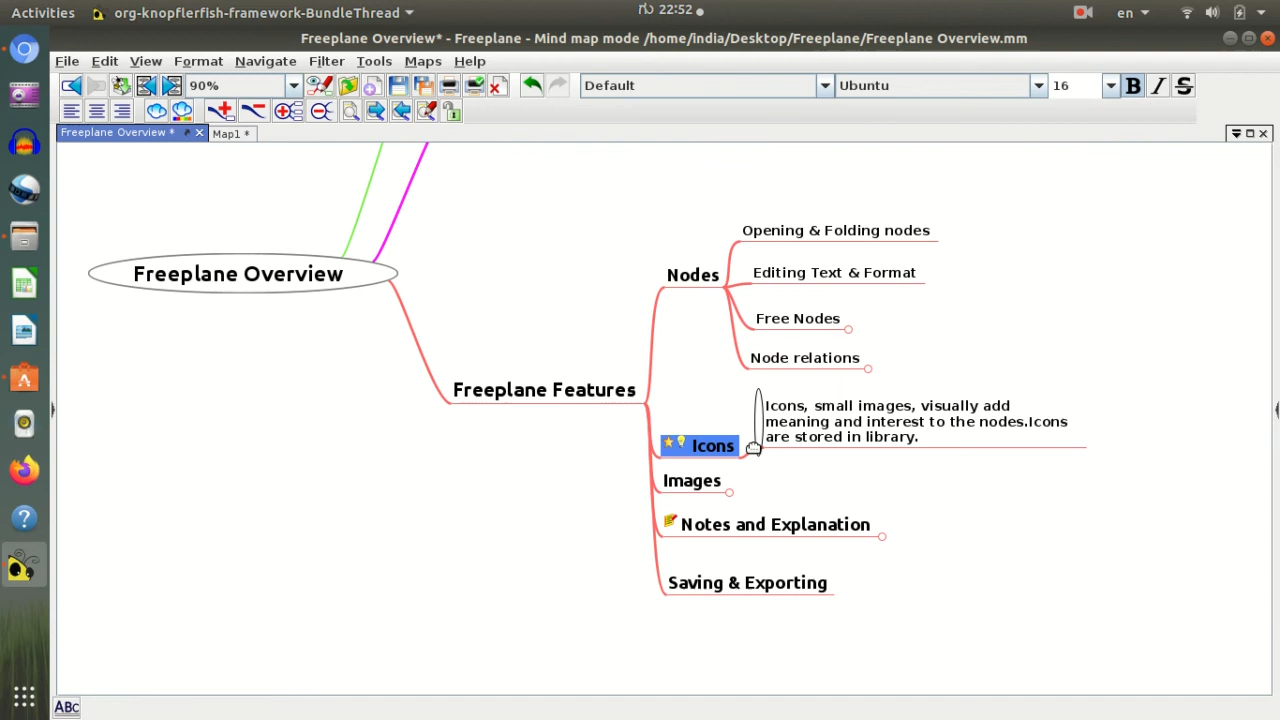 Activities
org-knopflerfish-framework-BundleThread
22:52
en
Freeplane Overview* - Freeplane - Mind map mode /home/india/Desktop/Freeplane/Freeplane Overview.mm
File Edit View Format Navigate Filter Tools Maps Help
90%
Default
Ubuntu
16
B I S
Freeplane Overview *
Map1 *
Freeplane Overview
Freeplane Features
Nodes
Opening & Folding nodes
Editing Text & Format
Free Nodes
Node relations
Icons
Icons, small images, visually add
meaning and interest to the nodes.Icons
are stored in library.
Images
Notes and Explanation
Saving & Exporting
ABC